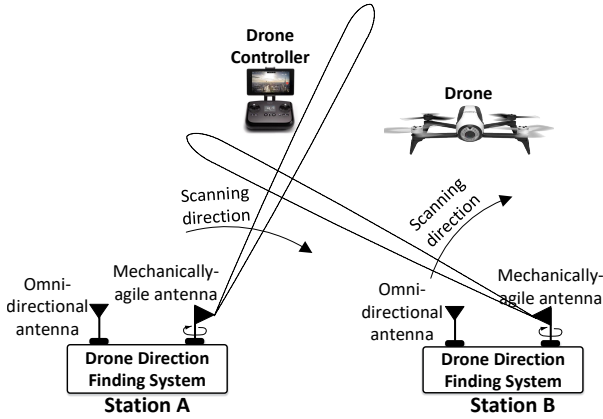 Drone
Controller
Drone
Scanning
direction
Scanning
direction
Omni-
directional
antenna
Mechanically-
agile antenna
Omni-
directional
antenna
Mechanically-
agile antenna
Drone Direction
Finding System
Station A
Drone Direction
Finding System
Station B